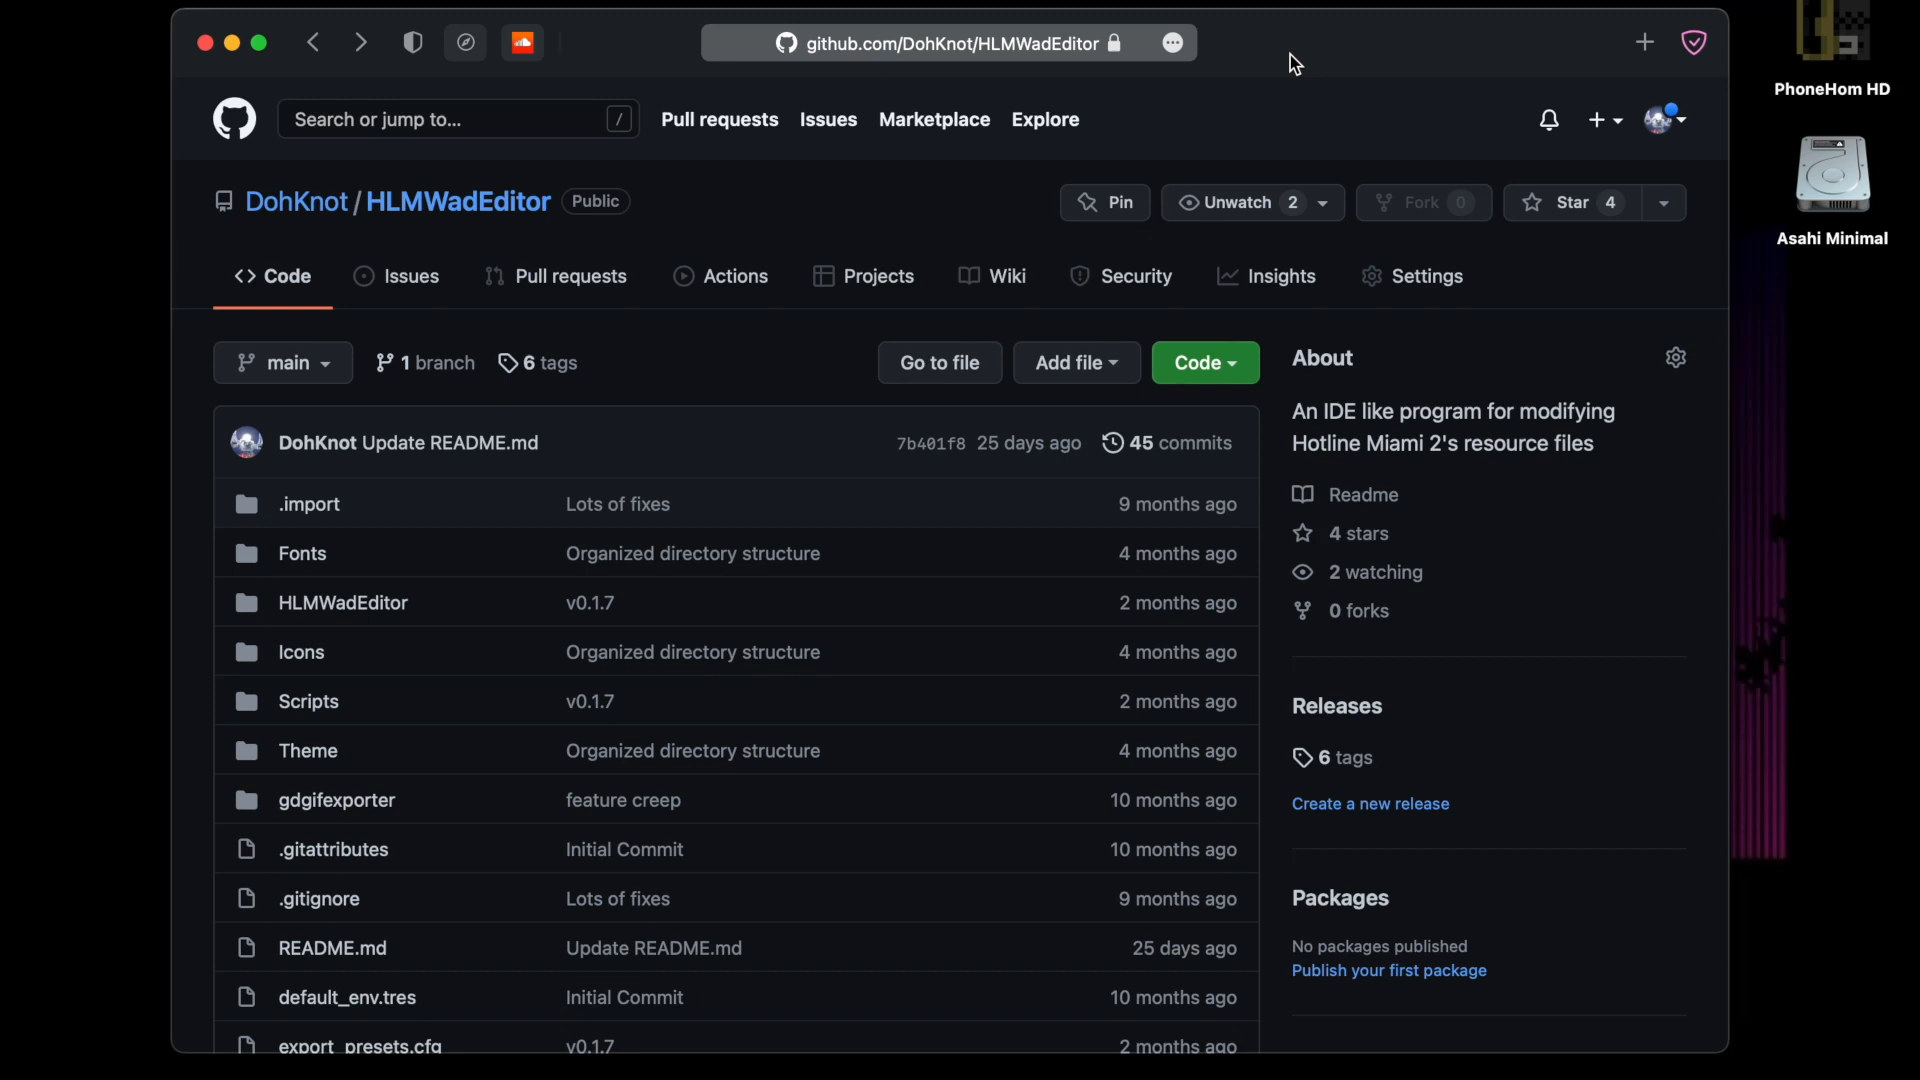 github.com/DohKnot/HLMWadEditor
PhoneHom HD
Search or jump to... /
Pull requests Issues Marketplace Explore
Asahi Minimal
DohKnot / HLMWadEditor Public
Pin Unwatch 2 Fork 0 Star 4
Code Issues Pull requests Actions Projects Wiki Security Insights Settings
main 1 branch 6 tags Go to file Add file Code
DohKnot Update README.md 7b401f8 25 days ago 45 commits
.import Lots of fixes 9 months ago
Fonts Organized directory structure 4 months ago
HLMWadEditor v0.1.7 2 months ago
Icons Organized directory structure 4 months ago
Scripts v0.1.7 2 months ago
Theme Organized directory structure 4 months ago
gdgifexporter feature creep 10 months ago
.gitattributes Initial Commit 10 months ago
.gitignore Lots of fixes 9 months ago
README.md Update README.md 25 days ago
default_env.tres Initial Commit 10 months ago
export_presets.cfg v0.1.7 2 months ago
About
An IDE like program for modifying
Hotline Miami 2's resource files
Readme
4 stars
2 watching
0 forks
Releases
6 tags
Create a new release
Packages
No packages published
Publish your first package